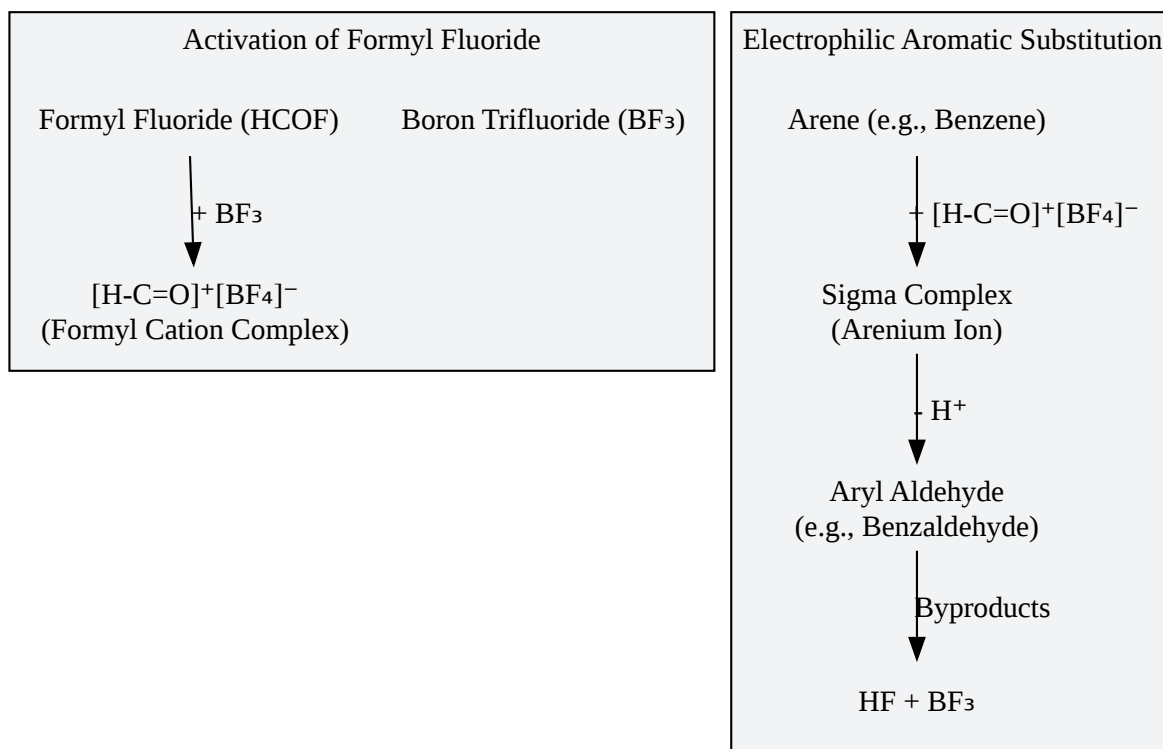 Activation of Formyl Fluoride
Formyl Fluoride (HCOF)
Boron Trifluoride (BF₃)
+ BF₃
[H-C=O]⁺[BF₄]⁻
(Formyl Cation Complex)
Electrophilic Aromatic Substitution
Arene (e.g., Benzene)
+ [H-C=O]⁺[BF₄]⁻
Sigma Complex
(Arenium Ion)
- H⁺
Aryl Aldehyde
(e.g., Benzaldehyde)
Byproducts
HF + BF₃